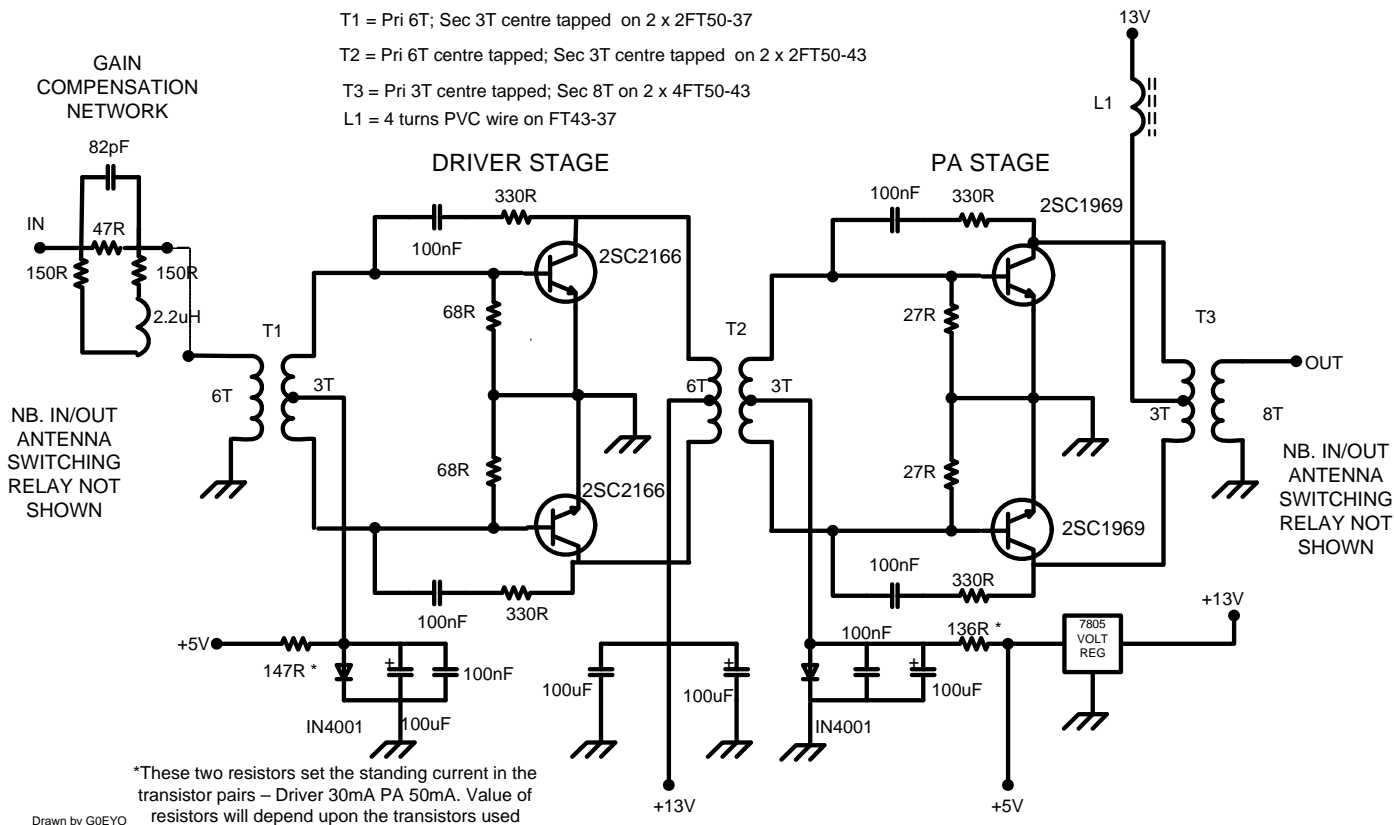 T1 = Pri 6T; Sec 3T centre tapped on 2 x 2FT50-37
T2 = Pri 6T centre tapped; Sec 3T centre tapped on 2 x 2FT50-43
T3 = Pri 3T centre tapped; Sec 8T on 2 x 4FT50-43
L1 = 4 turns PVC wire on FT43-37
13V
L1
GAIN
COMPENSATION
NETWORK
82pF
IN
47R
150R
150R
2.2uH
DRIVER STAGE
PA STAGE
330R
100nF
2SC2166
68R
T1
6T
3T
68R
2SC2166
100nF
330R
T2
6T
3T
100nF
330R
2SC1969
27R
27R
2SC1969
100nF
330R
T3
3T
8T
OUT
NB. IN/OUT
ANTENNA
SWITCHING
RELAY NOT
SHOWN
NB. IN/OUT
ANTENNA
SWITCHING
RELAY NOT
SHOWN
+5V
147R *
+
100nF
IN4001
100uF
100uF
+
100uF
+13V
100nF
136R *
+
100uF
IN4001
7805
VOLT
REG
+13V
+5V
*These two resistors set the standing current in the
transistor pairs – Driver 30mA PA 50mA. Value of
resistors will depend upon the transistors used
Drawn by G0EYO